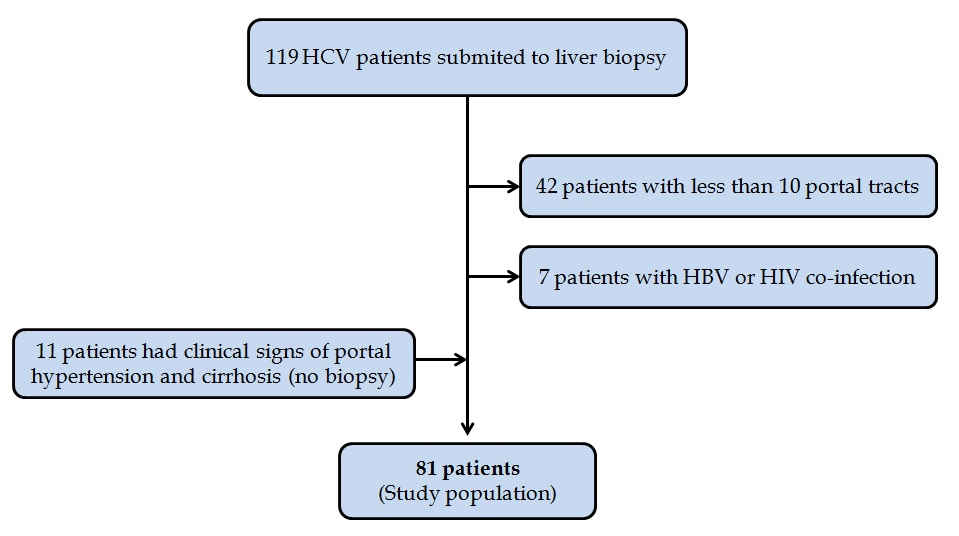 119 HCV patients submited to liver biopsy
42 patients with less than 10 portal tracts
7 patients with HBV or HIV co-infection
11 patients had clinical signs of portal
hypertension and cirrhosis (no biopsy)
81 patients
(Study population)